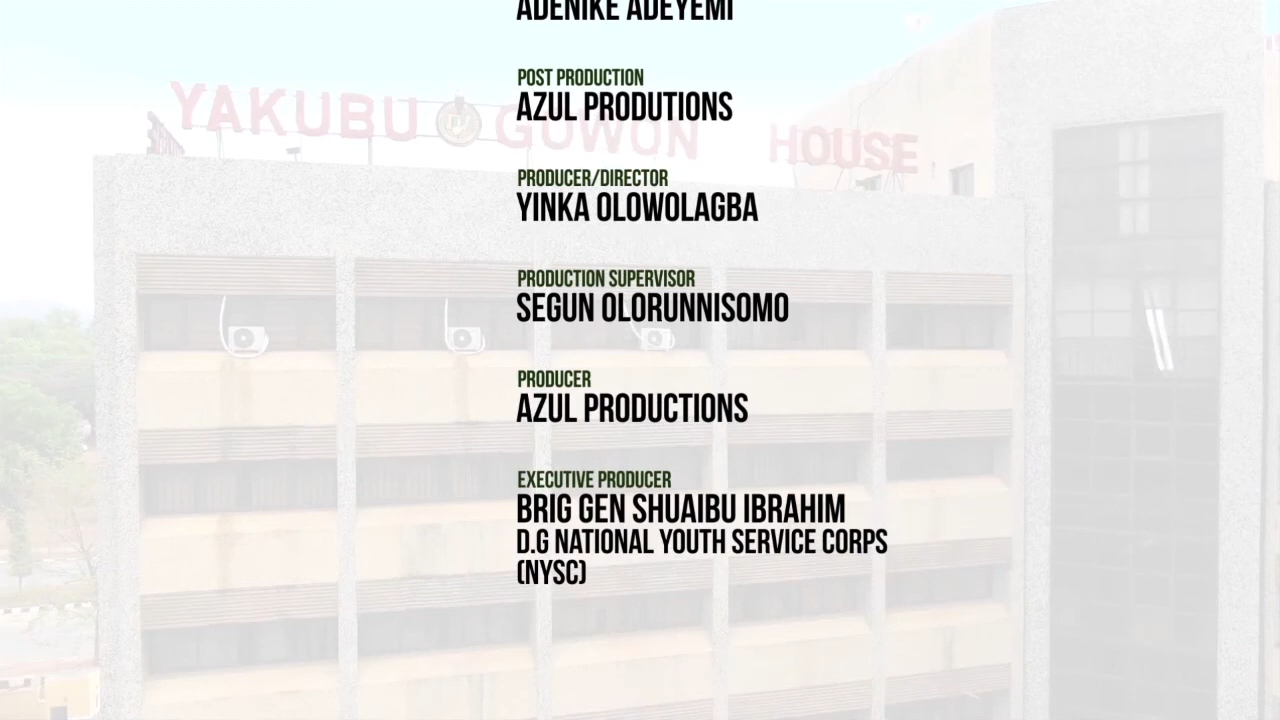 ADENIKE ADEYEMI
POST PRODUCTION
AZUL PRODUTIONS
PRODUCER/DIRECTOR
YINKA OLOWOLAGBA
PRODUCTION SUPERVISOR
SEGUN OLORUNNISOMO
PRODUCER
AZUL PRODUCTIONS
EXECUTIVE PRODUCER
BRIG GEN SHUAIBU IBRAHIM
D.G NATIONAL YOUTH SERVICE CORPS
(NYSC)
YAKUBU GOWON HOUSE